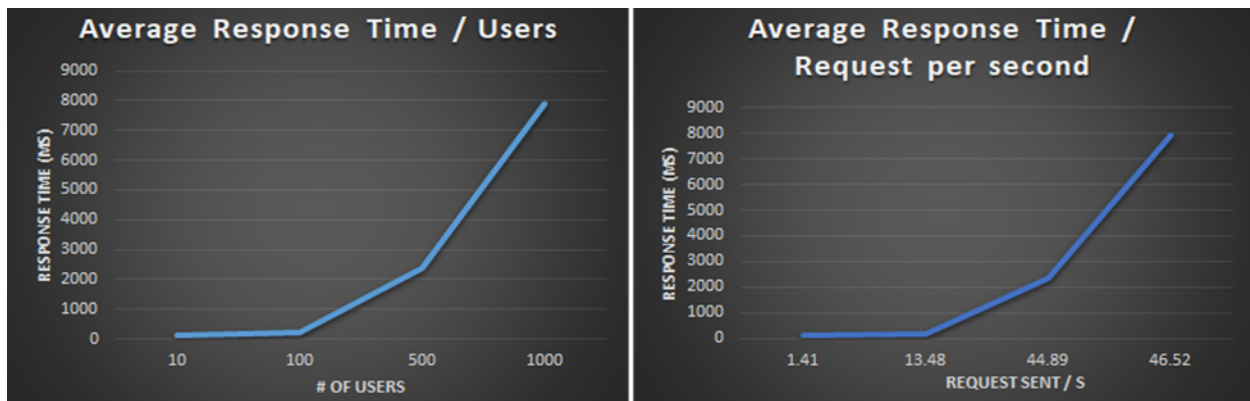 Average Response Time / Users
9000
8000
7000
6000
5000
4000
3000
2000
1000
0
RESPONSE TIME (MS)
10 100 500 1000
# OF USERS
Average Response Time /
Request per second
9000
8000
7000
6000
5000
4000
3000
2000
1000
0
RESPONSE TIME (MS)
1.41 13.48 44.89 46.52
REQUEST SENT / S